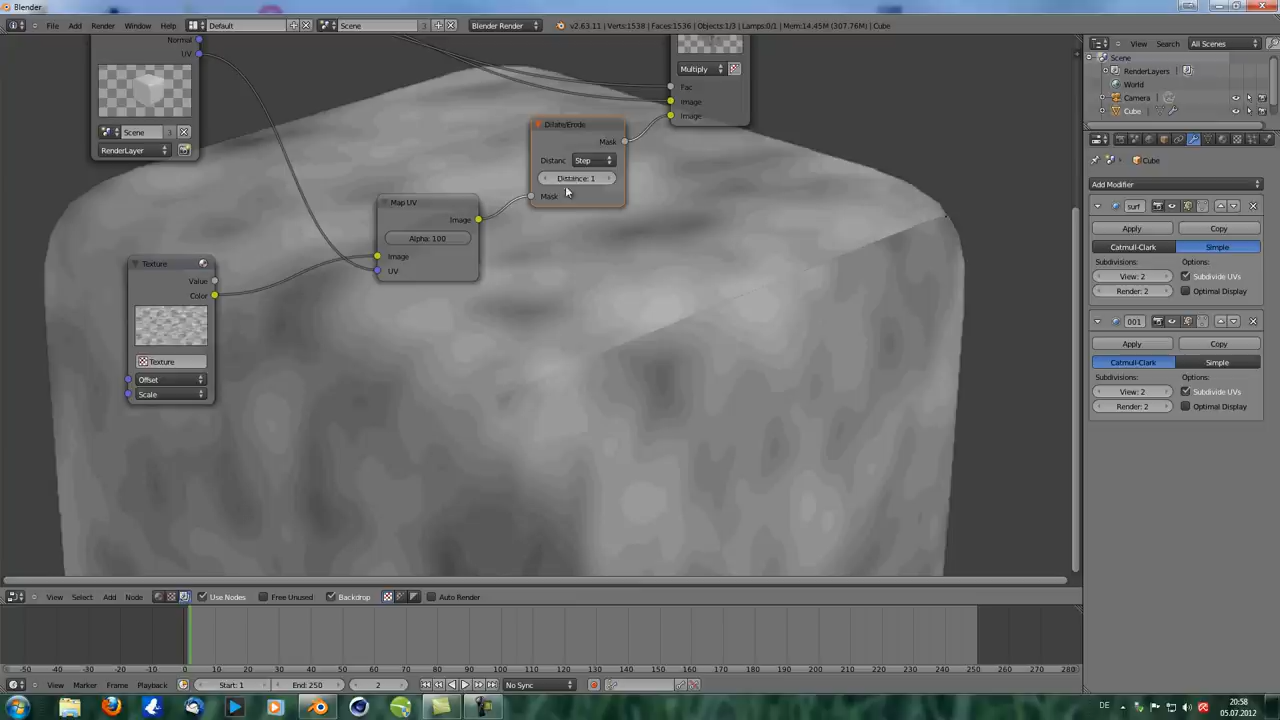 Blender
File Add Render Window Help Default Scene 3 Blender Render v2.63.11 | Verts:1538 | Faces:1536 | Objects:1/3 | Lamps:0/1 | Mem:14.45M (307.76M) | Cube
Normal
UV
Scene 3
RenderLayer
Multiply
Fac
Image
Image
Dilate/Erode
Mask
Distanc Step
Distance: 1
Mask
Map UV
Image
Alpha: 100
Image
UV
Texture
Value
Color
Texture
Offset
Scale
View Search All Scenes
Scene
RenderLayers |
World
Camera
Cube
Cube
Add Modifier
surf
Apply Copy
Catmull-Clark Simple
Subdivisions: Options:
View: 2 Subdivide UVs
Render: 2 Optimal Display
001
Apply Copy
Catmull-Clark Simple
Subdivisions: Options:
View: 2 Subdivide UVs
Render: 2 Optimal Display
View Select Add Node Use Nodes Free Unused Backdrop Auto Render
-50 -40 -30 -20 -10 0 10 20 30 40 50 60 70 80 90 100 110 120 130 140 150 160 170 180 190 200 210 220 230 240 250 260 270 280
View Marker Frame Playback Start: 1 End: 250 2 No Sync
DE 20:58
05.07.2012